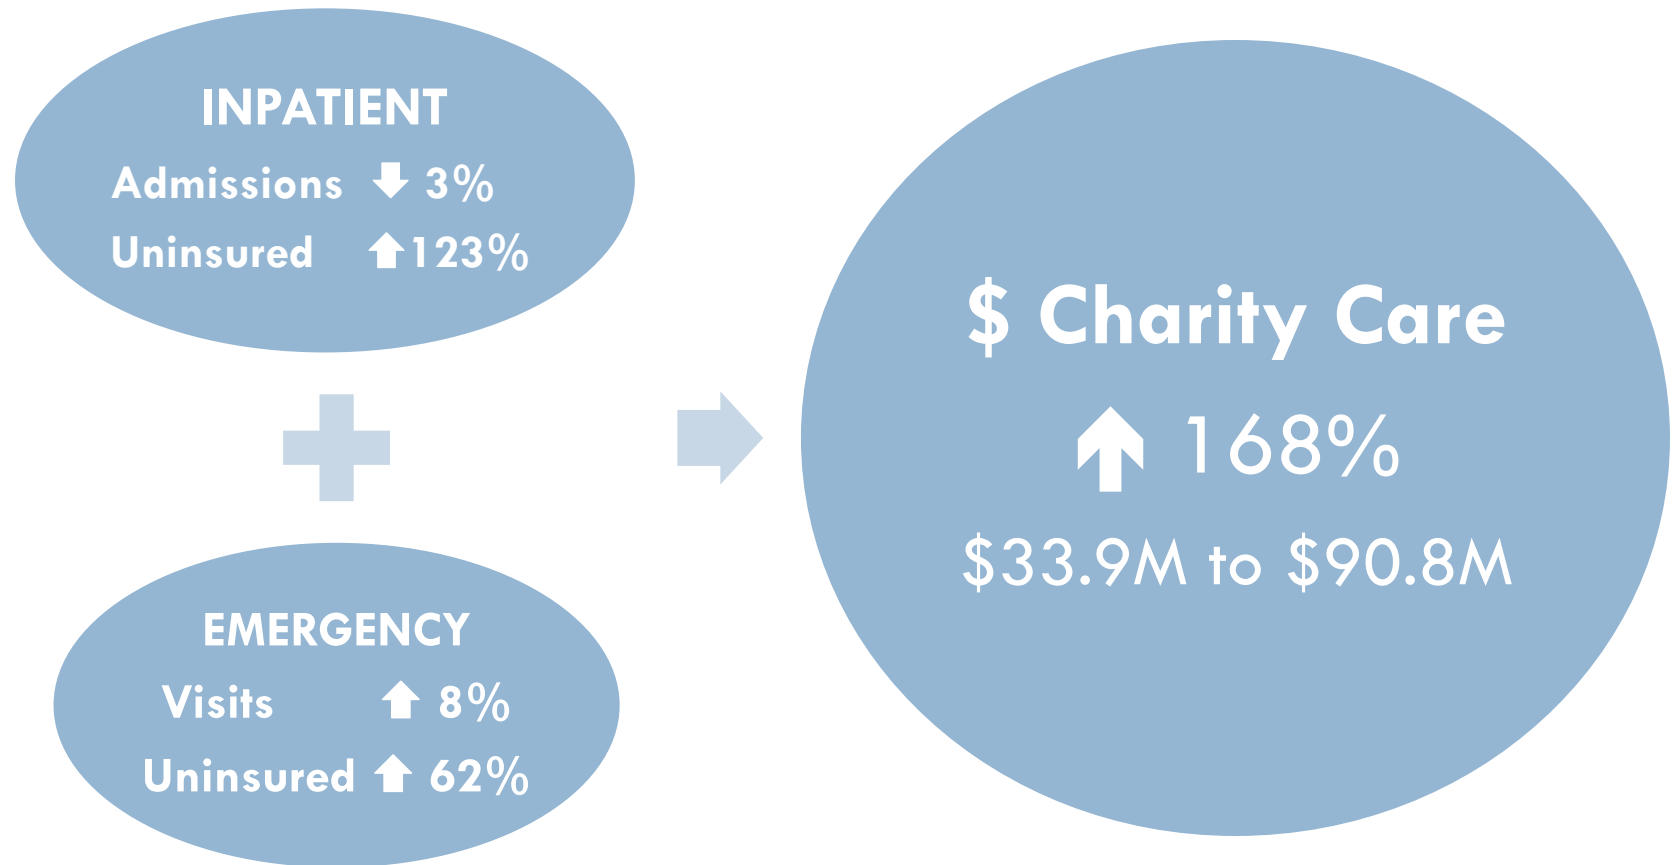 INPATIENT
Admissions 3%
Uninsured 123%
EMERGENCY
Visits 8%
Uninsured 62%
$ Charity Care
168%
$33.9M to $90.8M